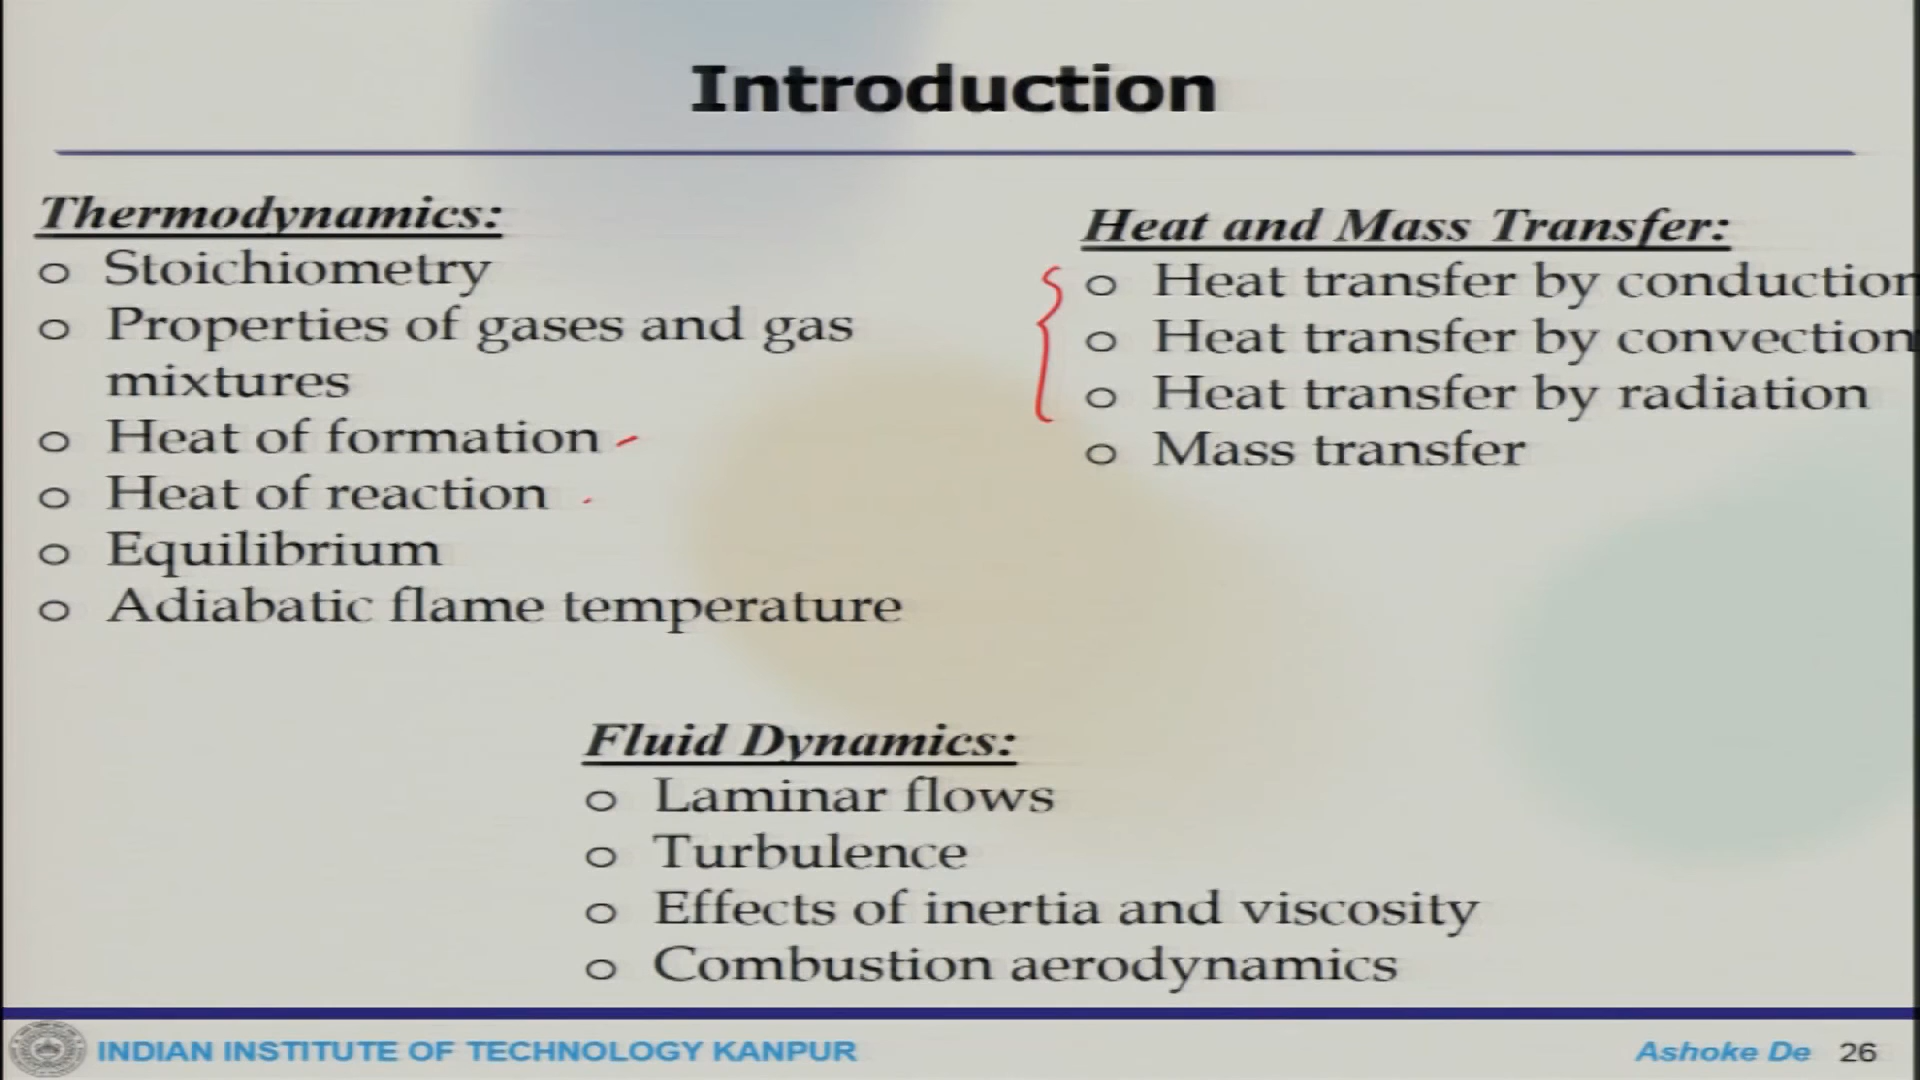 Introduction
Thermodynamics:
o Stoichiometry
o Properties of gases and gas
mixtures
o Heat of formation
o Heat of reaction
o Equilibrium
o Adiabatic flame temperature
Heat and Mass Transfer:
o Heat transfer by conduction
o Heat transfer by convection
o Heat transfer by radiation
o Mass transfer
Fluid Dynamics:
o Laminar flows
o Turbulence
o Effects of inertia and viscosity
o Combustion aerodynamics
INDIAN INSTITUTE OF TECHNOLOGY KANPUR
Ashoke De 26